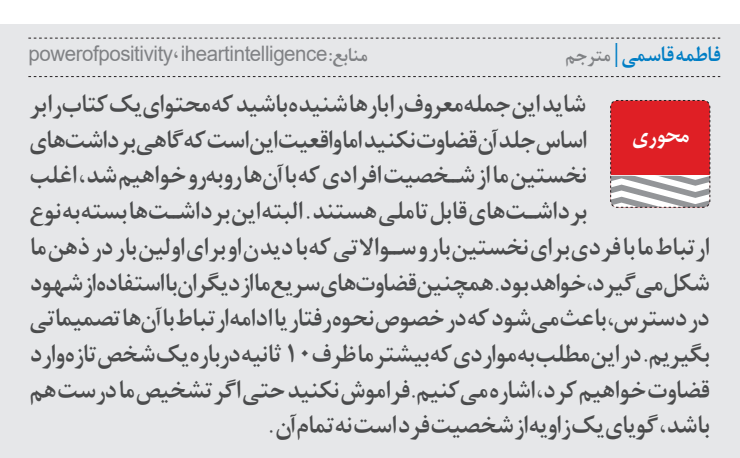 فاطمه قاسمی | مترجم
منابع: powerofpositivity، iheartintelligence
محوری
شاید این جمله معروف را بارها شنیده باشید که محتوای یک کتاب را بر
اساس جلد آن قضاوت نکنید اما واقعیت این است که گاهی برداشت‌های
نخستین ما از شخصیت افرادی که با آن‌ها روبه‌رو خواهیم شد، اغلب
برداشت‌های قابل تاملی هستند. البته این برداشت‌ها بسته به نوع
ارتباط ما با فردی برای نخستین بار و سوالاتی که با دیدن او برای اولین بار در ذهن ما
شکل می‌گیرد، خواهد بود. همچنین قضاوت‌های سریع ما از دیگران با استفاده از شهود
در دسترس، باعث می‌شود که در خصوص نحوه رفتار یا ادامه ارتباط با آن‌ها تصمیماتی
بگیریم. در این مطلب به مواردی که بیشتر ما ظرف ۱۰ ثانیه درباره یک شخص تازه وارد
قضاوت خواهیم کرد، اشاره می‌کنیم. فراموش نکنید حتی اگر تشخیص ما درست هم
باشد، گویای یک زاویه از شخصیت فرد است نه تمام آن.